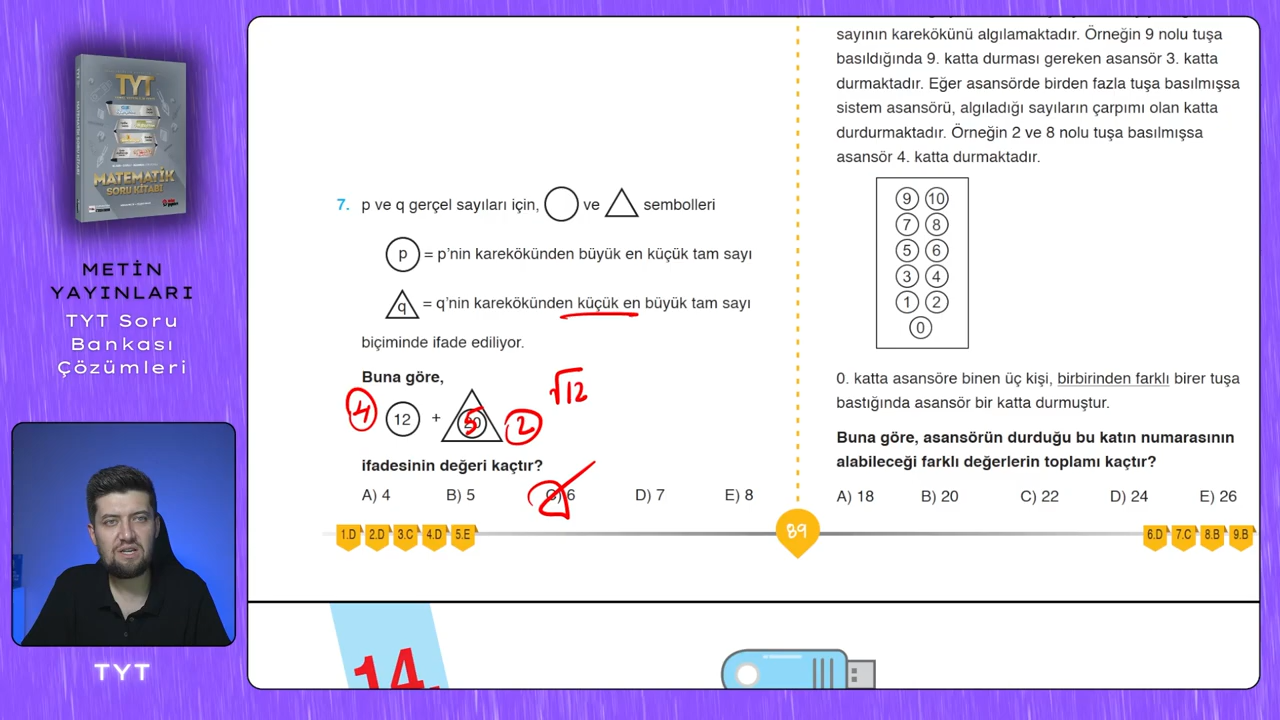 TYT
MATEMATİK
SORU KİTABI
METİN
YAYINLARI
TYT Soru
Bankası
Çözümleri
TYT
7. p ve q gerçel sayıları için, ve sembolleri
p = p'nin karekökünden büyük en küçük tam sayı
q = q'nin karekökünden küçük en büyük tam sayı
biçiminde ifade ediliyor.
Buna göre,
√12
4 12 + 5 2
ifadesinin değeri kaçtır?
A) 4 B) 5 C) 6 D) 7 E) 8
1.D 2.D 3.C 4.D 5.E
sayının karekökünü algılamaktadır. Örneğin 9 nolu tuşa
basıldığında 9. katta durması gereken asansör 3. katta
durmaktadır. Eğer asansörde birden fazla tuşa basılmışsa
sistem asansörü, algıladığı sayıların çarpımı olan katta
durdurmaktadır. Örneğin 2 ve 8 nolu tuşa basılmışsa
asansör 4. katta durmaktadır.
9 10
7 8
5 6
3 4
1 2
0
0. katta asansöre binen üç kişi, birbirinden farklı birer tuşa
bastığında asansör bir katta durmuştur.
Buna göre, asansörün durduğu bu katın numarasının
alabileceği farklı değerlerin toplamı kaçtır?
A) 18 B) 20 C) 22 D) 24 E) 26
89
6.D 7.C 8.B 9.B
14.